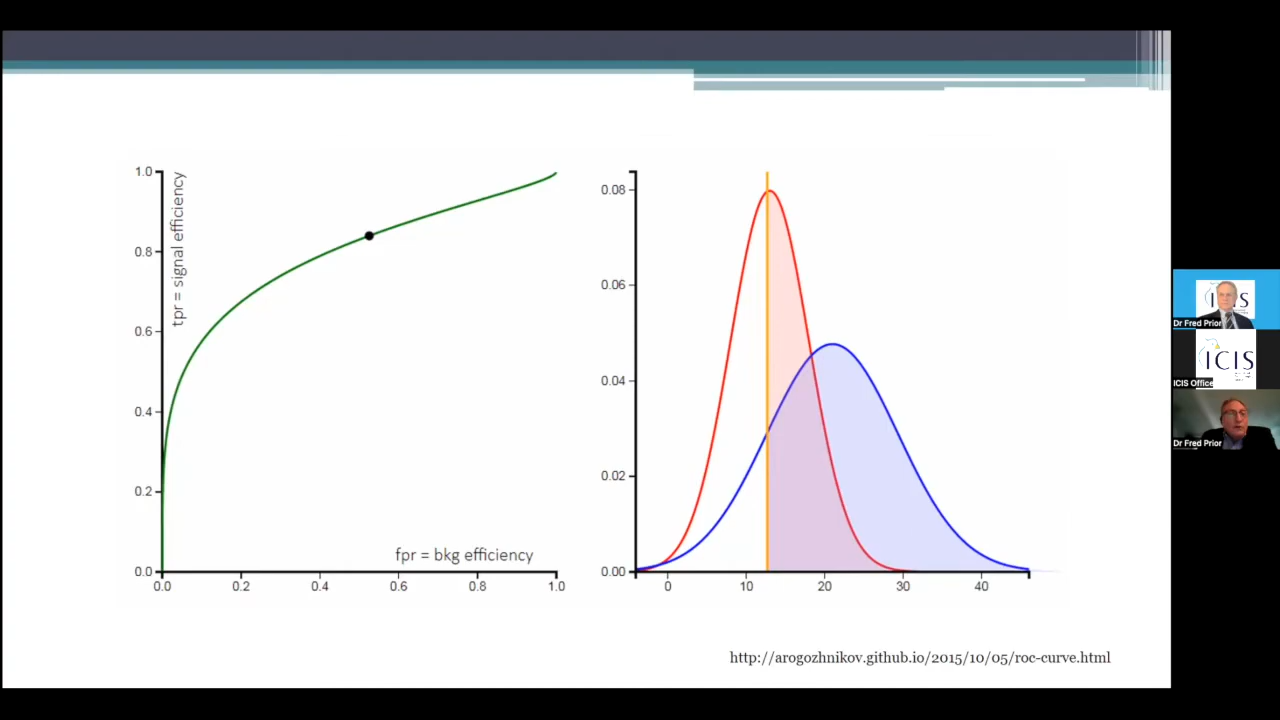 1.0
0.8
0.6
0.4
0.2
0.0
tpr = signal efficiency
fpr = bkg efficiency
0.0 0.2 0.4 0.6 0.8 1.0
0.08
0.06
0.04
0.02
0.00
0 10 20 30 40
http://arogozhnikov.github.io/2015/10/05/roc-curve.html
Dr Fred Prior
ICIS
ICIS Office
Dr Fred Prior